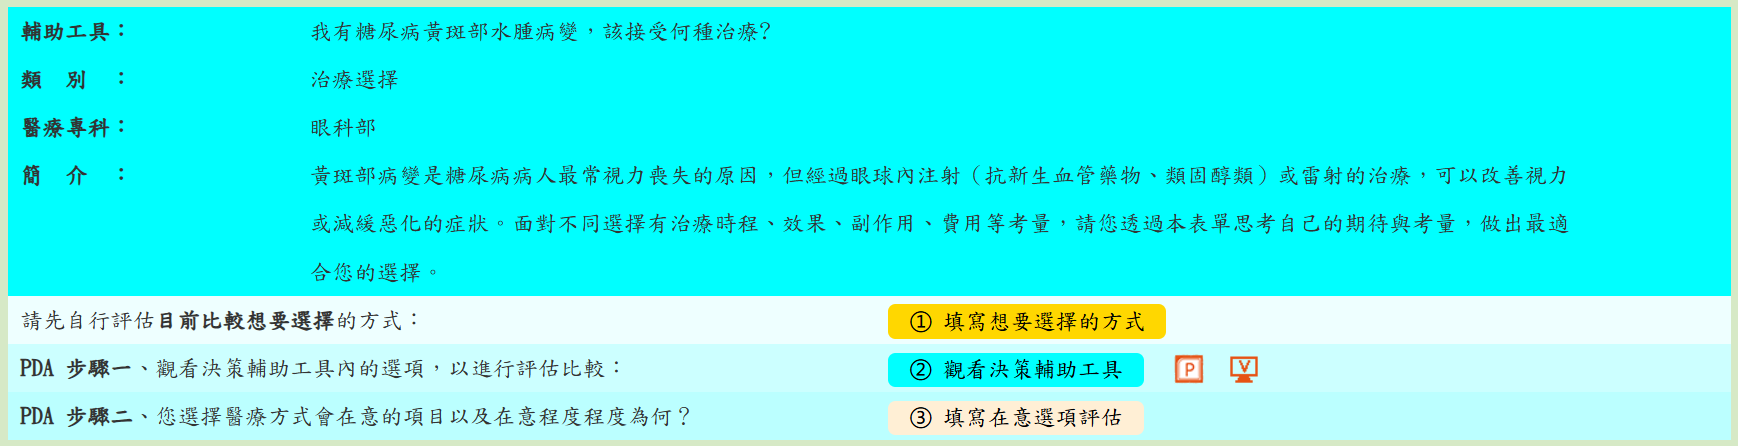 輔助工具： 我有糖尿病黃斑部水腫病變，該接受何種治療?
類 別 ： 治療選擇
醫療專科： 眼科部
簡 介 ： 黃斑部病變是糖尿病病人最常視力喪失的原因，但經過眼球內注射（抗新生血管藥物、類固醇類）或雷射的治療，可以改善視力
或減緩惡化的症狀。面對不同選擇有治療時程、效果、副作用、費用等考量，請您透過本表單思考自己的期待與考量，做出最適
合您的選擇。
請先自行評估目前比較想要選擇的方式： ① 填寫想要選擇的方式
PDA 步驟一、觀看決策輔助工具內的選項，以進行評估比較： ② 觀看決策輔助工具 P V
PDA 步驟二、您選擇醫療方式會在意的項目以及在意程度程度為何？ ③ 填寫在意選項評估